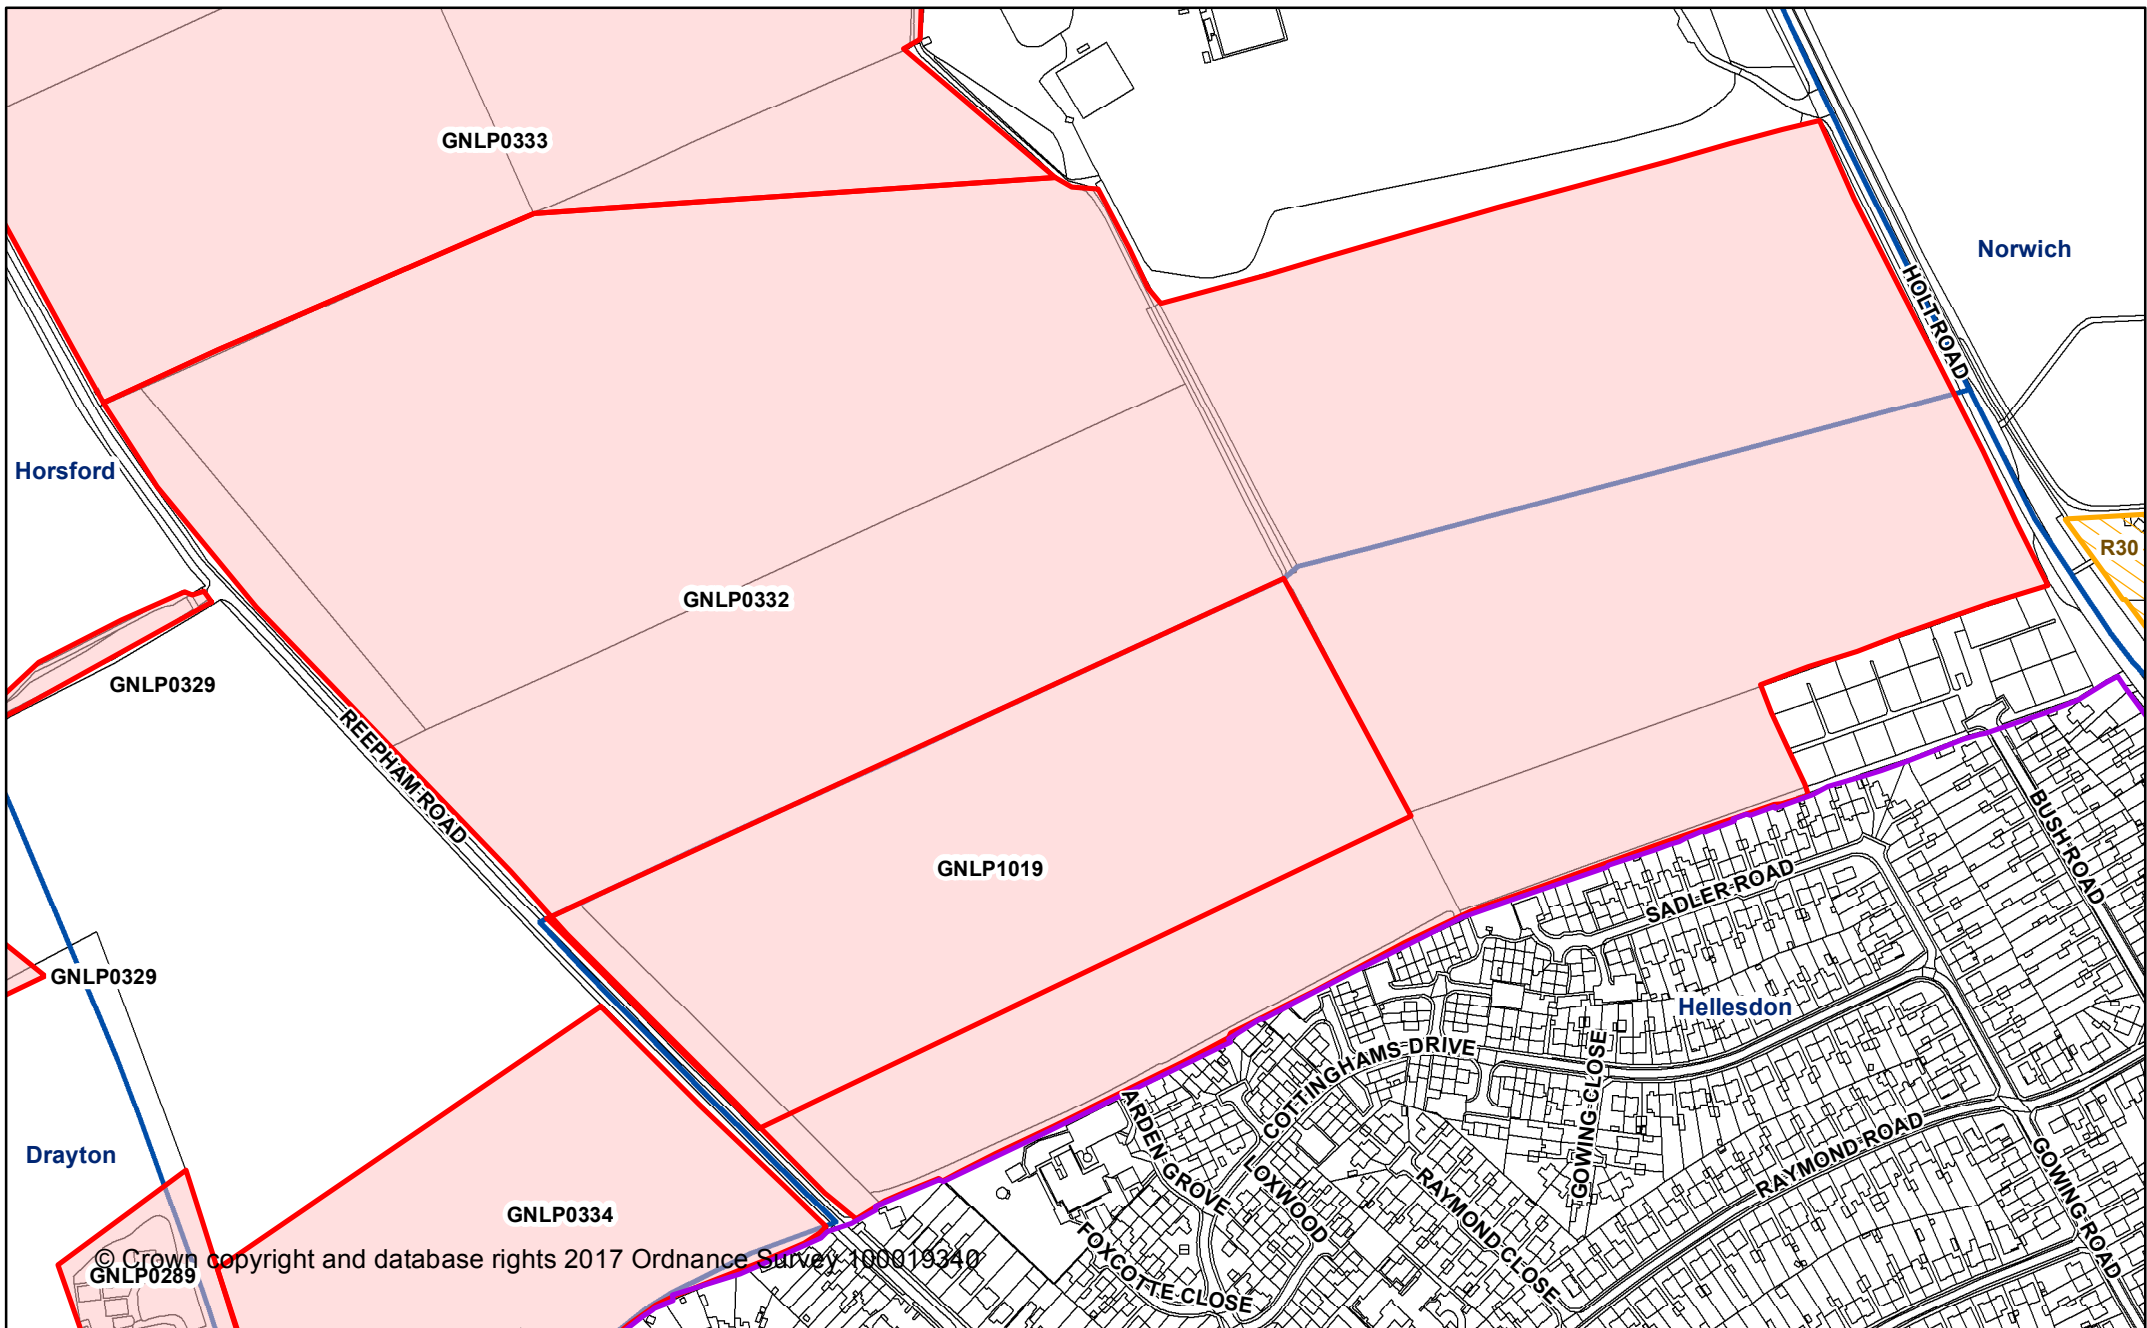 GNLP0333
Norwich
HOLT ROAD
Horsford
R30
GNLP0332
GNLP0329
REEPHAM ROAD
BUSH ROAD
GNLP1019
SADLER ROAD
GNLP0329
Hellesdon
COTTINGHAMS DRIVE
GOWING CLOSE
Drayton
ARDEN GROVE
RAYMOND ROAD
LOXWOOD
RAYMOND CLOSE
GOWING ROAD
GNLP0334
FOXCOTTE CLOSE
© Crown copyright and database rights 2017 Ordnance Survey 100019340
GNLP0289